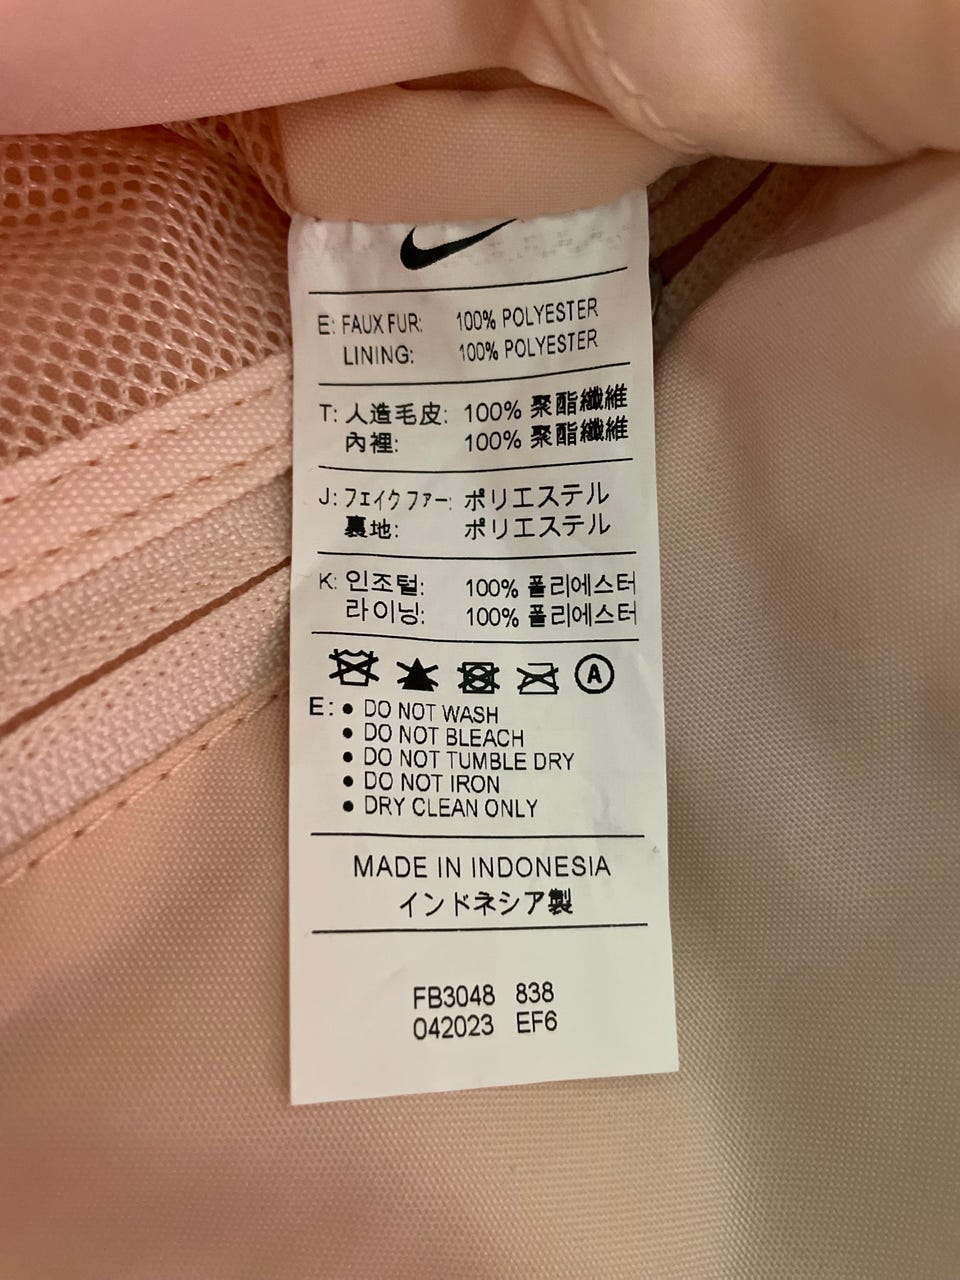 E: FAUX FUR: 100% POLYESTER
LINING: 100% POLYESTER
T: 人造毛皮: 100% 聚酯纖維
內裡: 100% 聚酯纖維
J: フェイクファー: ポリエステル
裏地: ポリエステル
K: 인조털: 100% 폴리에스터
라이닝: 100% 폴리에스터
A
E: • DO NOT WASH
• DO NOT BLEACH
• DO NOT TUMBLE DRY
• DO NOT IRON
• DRY CLEAN ONLY
MADE IN INDONESIA
インドネシア製
FB3048 838
042023 EF6